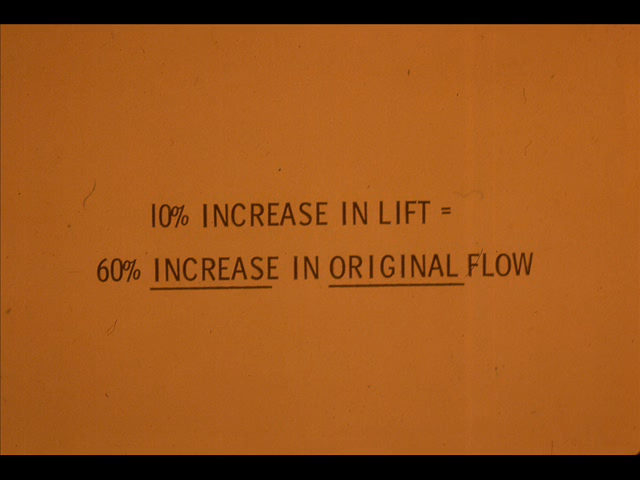 10% INCREASE IN LIFT =
60% INCREASE IN ORIGINAL FLOW